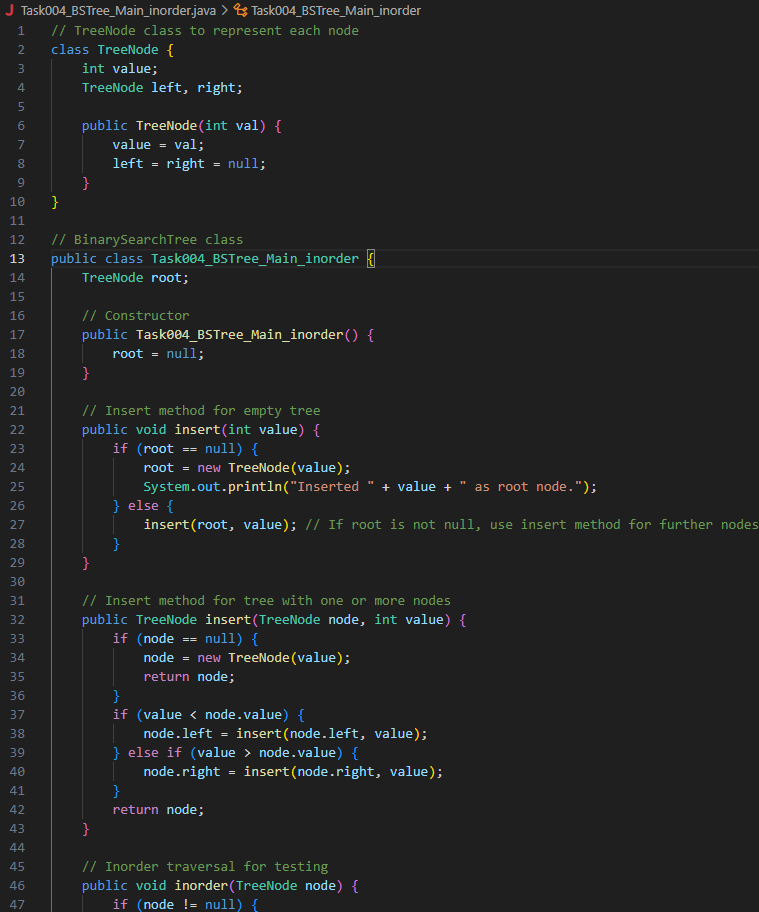 Task004_BSTree_Main_inorder.java > Task004_BSTree_Main_inorder
1 // TreeNode class to represent each node
2 class TreeNode {
3     int value;
4     TreeNode left, right;
5
6     public TreeNode(int val) {
7         value = val;
8         left = right = null;
9     }
10 }
11
12 // BinarySearchTree class
13 public class Task004_BSTree_Main_inorder {
14     TreeNode root;
15
16     // Constructor
17     public Task004_BSTree_Main_inorder() {
18         root = null;
19     }
20
21     // Insert method for empty tree
22     public void insert(int value) {
23         if (root == null) {
24             root = new TreeNode(value);
25             System.out.println("Inserted " + value + " as root node.");
26         } else {
27             insert(root, value); // If root is not null, use insert method for further nodes
28         }
29     }
30
31     // Insert method for tree with one or more nodes
32     public TreeNode insert(TreeNode node, int value) {
33         if (node == null) {
34             node = new TreeNode(value);
35             return node;
36         }
37         if (value < node.value) {
38             node.left = insert(node.left, value);
39         } else if (value > node.value) {
40             node.right = insert(node.right, value);
41         }
42         return node;
43     }
44
45     // Inorder traversal for testing
46     public void inorder(TreeNode node) {
47         if (node != null) {